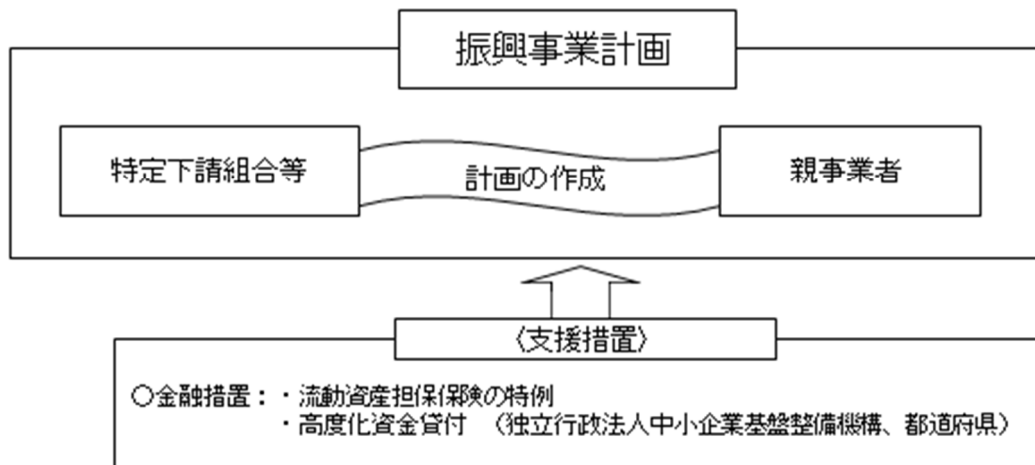 振興事業計画
特定下請組合等
計画の作成
親事業者
〈支援措置〉
○金融措置：・流動資産担保保険の特例
・高度化資金貸付　（独立行政法人中小企業基盤整備機構、都道府県）